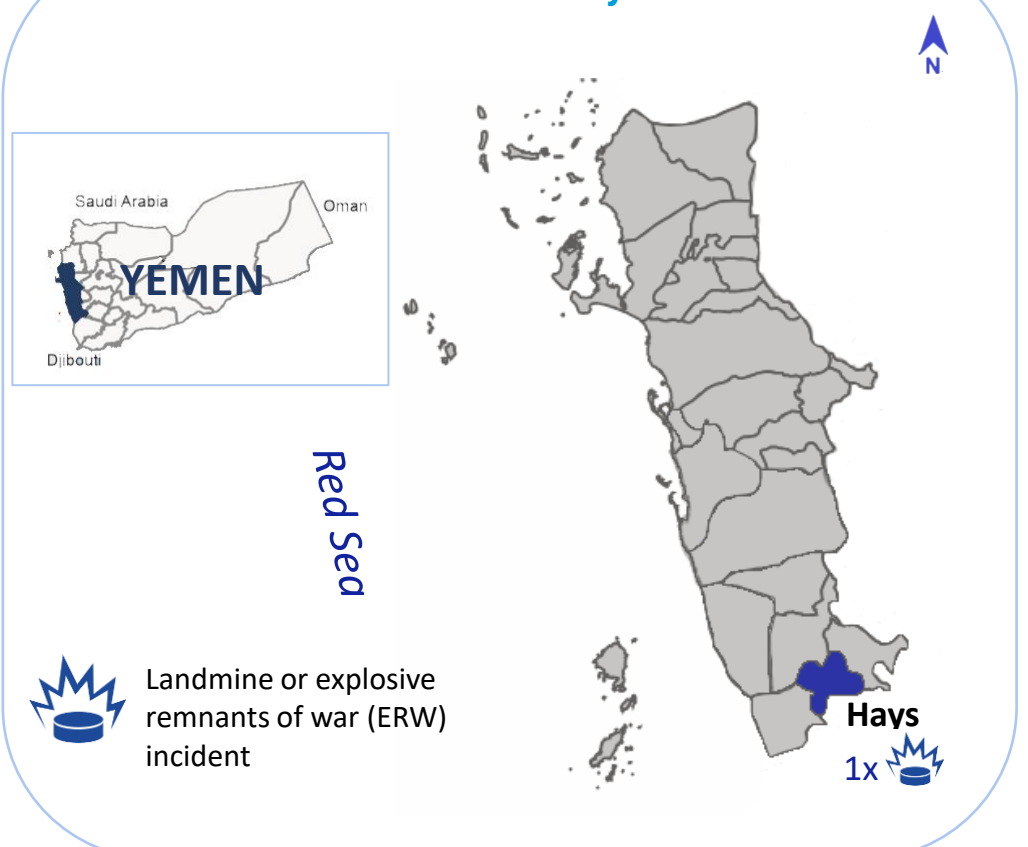 N
Saudi Arabia
Oman
YEMEN
Djibouti
Red Sea
Landmine or explosive
remnants of war (ERW)
incident
Hays
1x